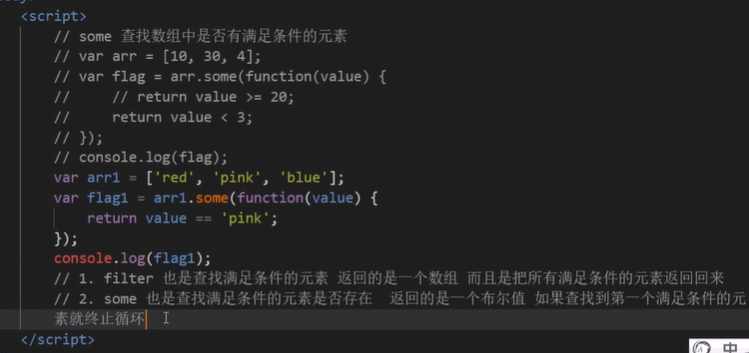 <script>
// some 查找数组中是否有满足条件的元素
// var arr = [10, 30, 4];
// var flag = arr.some(function(value) {
//     // return value >= 20;
//     return value < 3;
// });
// console.log(flag);
var arr1 = ['red', 'pink', 'blue'];
var flag1 = arr1.some(function(value) {
return value == 'pink';
});
console.log(flag1);
// 1. filter 也是查找满足条件的元素 返回的是一个数组 而且是把所有满足条件的元素返回回来
// 2. some 也是查找满足条件的元素是否存在  返回的是一个布尔值 如果查找到第一个满足条件的元
素就终止循环
</script>
中